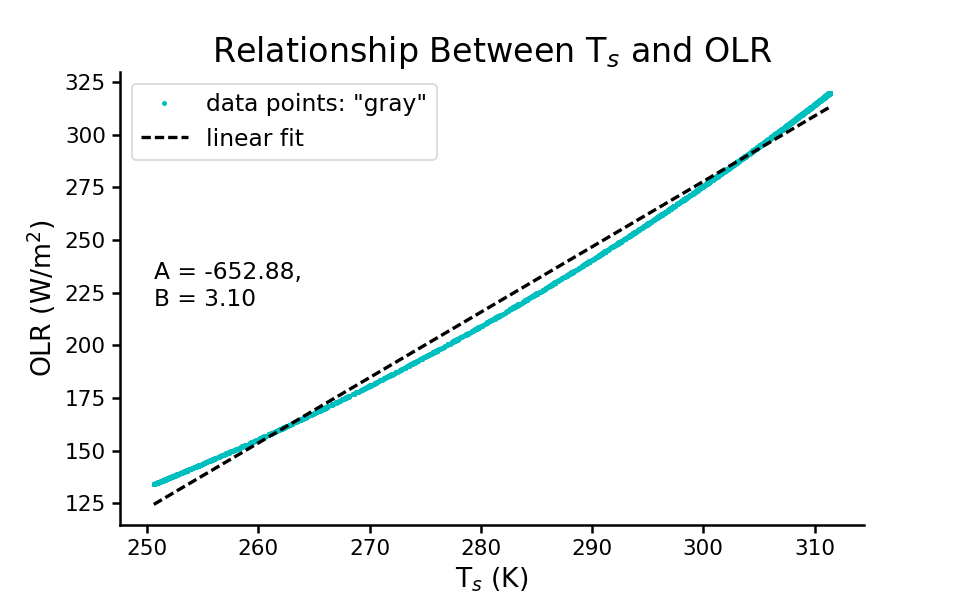 Relationship Between Tₛ and OLR
325
300
275
250
225
200
175
150
125
OLR (W/m²)
data points: "gray"
linear fit
A = -652.88,
B = 3.10
250 260 270 280 290 300 310
Tₛ (K)